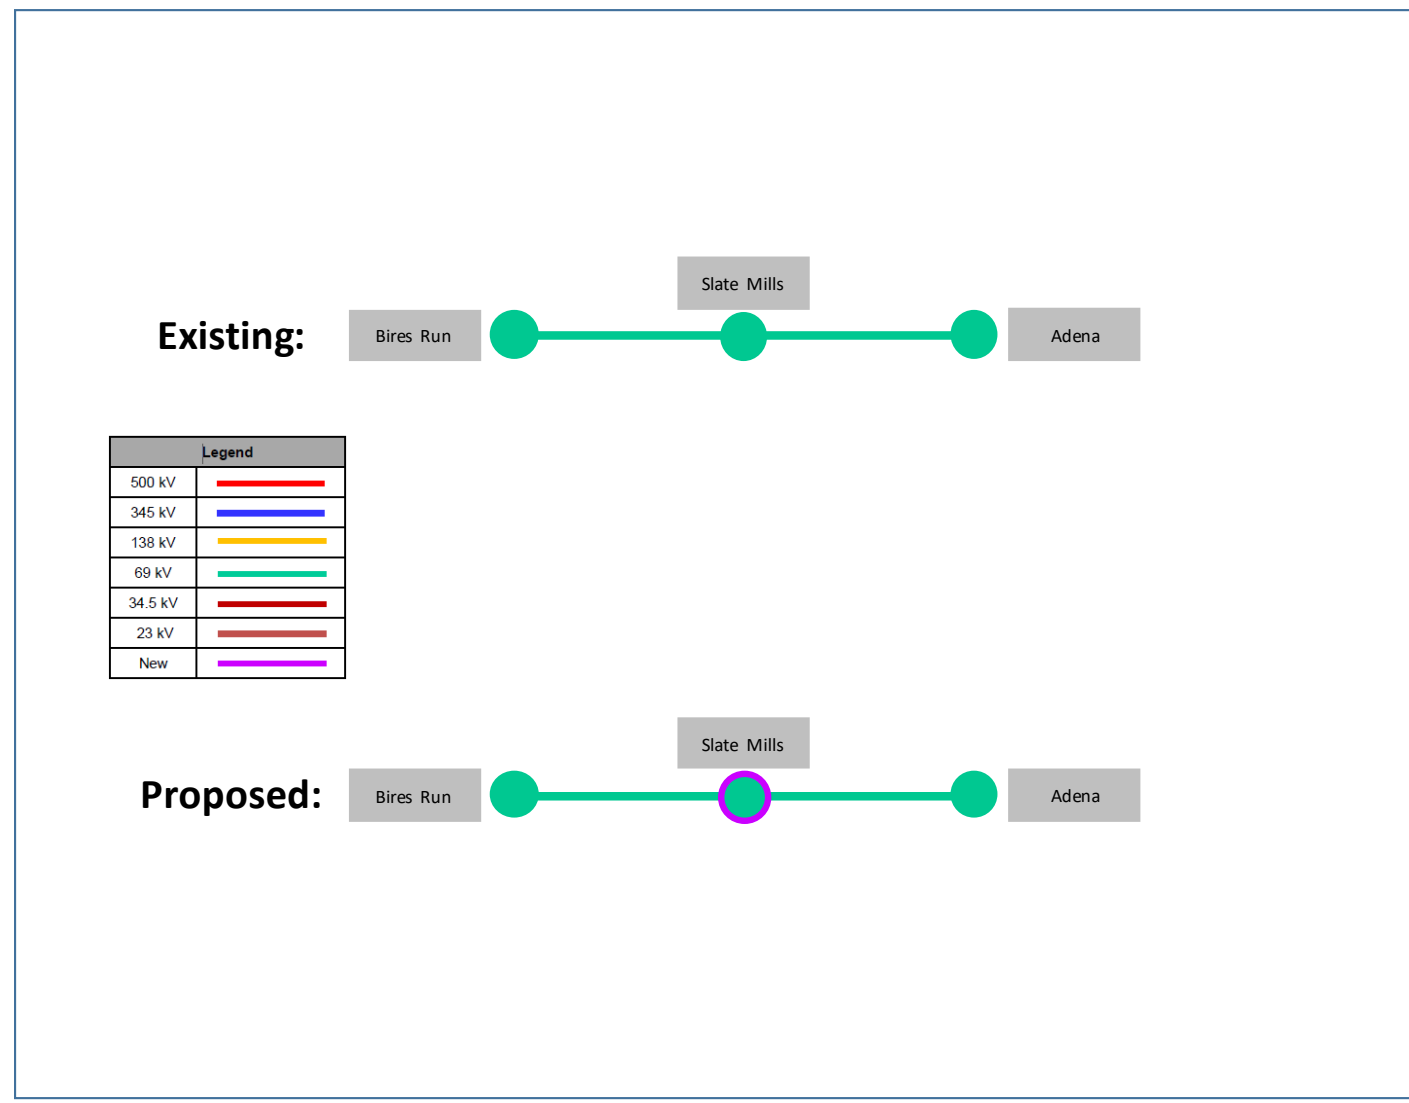 Slate Mills
Existing:
Bires Run
Adena
Legend
500 kV
345 kV
138 kV
69 kV
34.5 kV
23 kV
New
Slate Mills
Proposed:
Bires Run
Adena